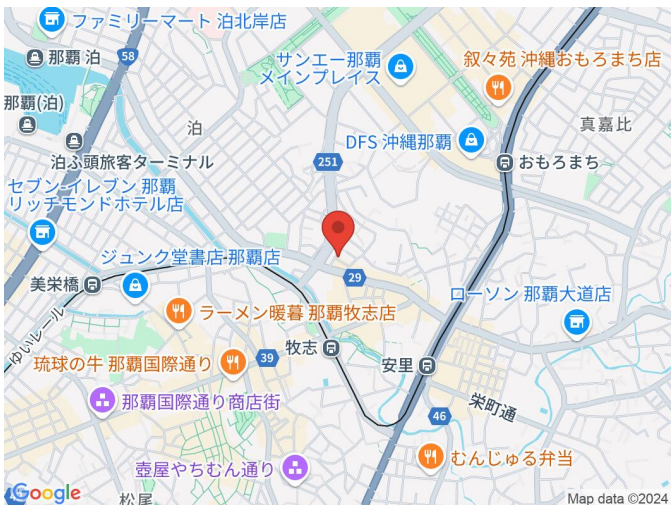 ファミリーマート 泊北岸店
那覇 泊
58
サンエー那覇
メインプレイス
叙々苑 沖縄おもろまち店
那覇(泊)
泊
真嘉比
DFS 沖縄那覇
泊ふ頭旅客ターミナル
251
おもろまち
セブン-イレブン 那覇
リッチモンドホテル店
ジュンク堂書店 那覇店
29
美栄橋
ローソン 那覇大道店
ラーメン暖暮 那覇牧志店
ゆいレール
牧志
琉球の牛 那覇国際通り
39
安里
那覇国際通り商店街
栄町通
46
壺屋やちむん通り
むんじゅる弁当
Google
松尾
Map data ©2024